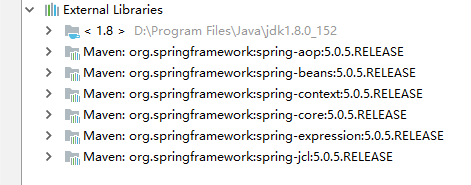 External Libraries
< 1.8 > D:\Program Files\Java\jdk1.8.0_152
Maven: org.springframework:spring-aop:5.0.5.RELEASE
Maven: org.springframework:spring-beans:5.0.5.RELEASE
Maven: org.springframework:spring-context:5.0.5.RELEASE
Maven: org.springframework:spring-core:5.0.5.RELEASE
Maven: org.springframework:spring-expression:5.0.5.RELEASE
Maven: org.springframework:spring-jcl:5.0.5.RELEASE